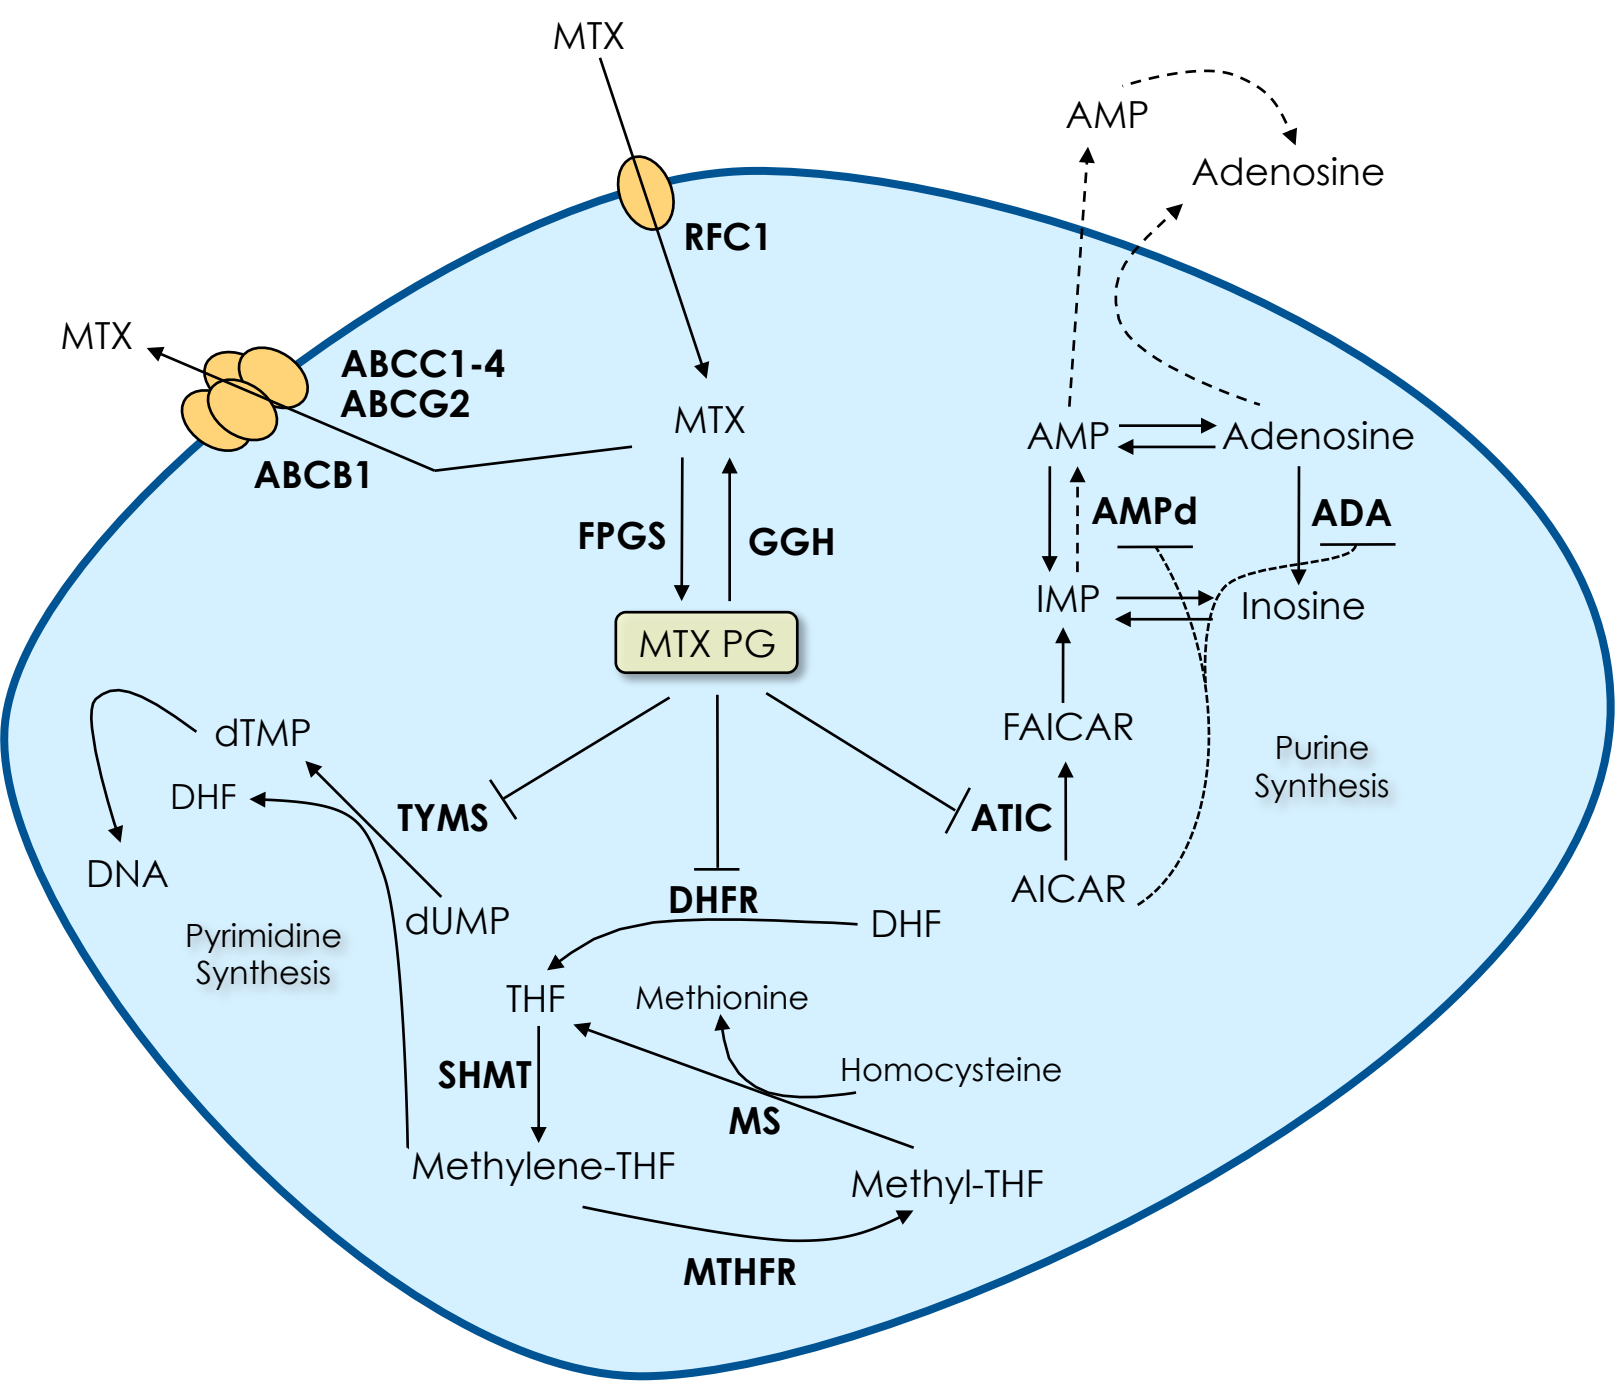 MTX
AMP
Adenosine
RFC1
MTX
ABCC1-4
ABCG2
ABCB1
MTX
AMP
Adenosine
FPGS
GGH
AMPd
ADA
MTX PG
IMP
Inosine
dTMP
DHF
DNA
TYMS
dUMP
Pyrimidine
Synthesis
ATIC
FAICAR
AICAR
Purine
Synthesis
DHFR
DHF
THF
Methionine
Homocysteine
SHMT
MS
Methylene-THF
Methyl-THF
MTHFR